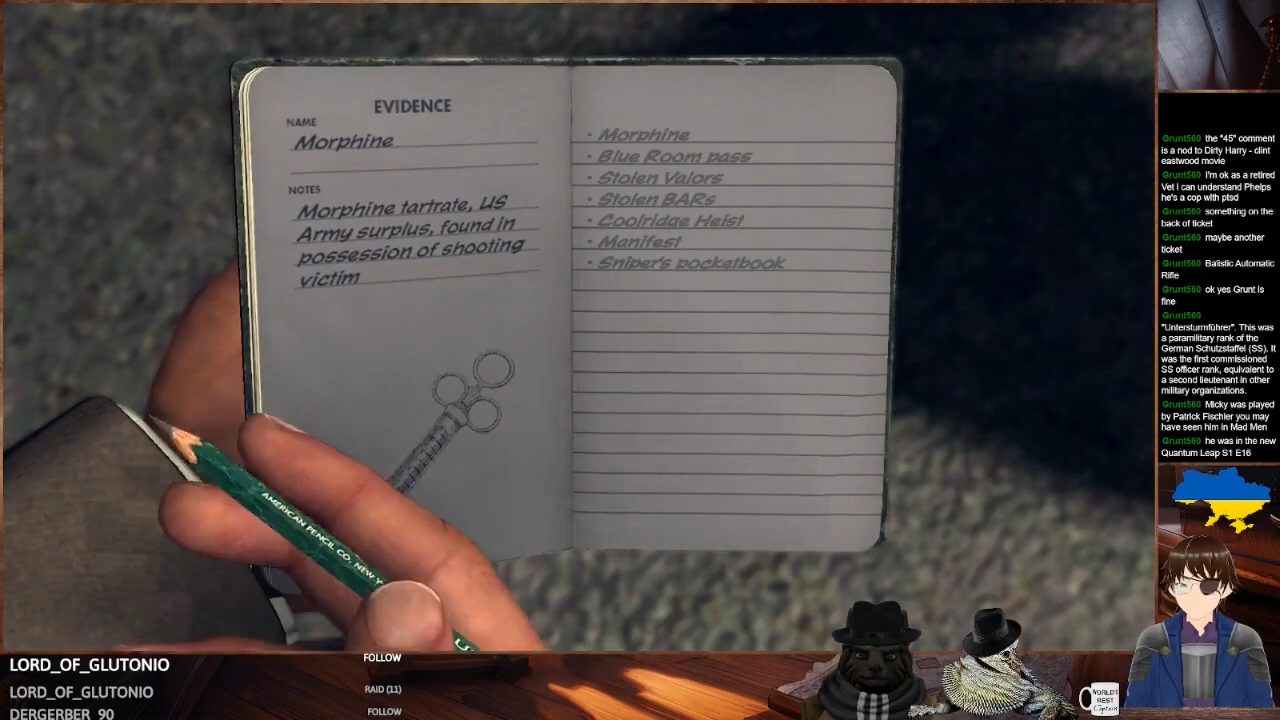 EVIDENCE
NAME
Morphine
NOTES
Morphine tartrate, US
Army surplus, found in
possession of shooting
victim
• Morphine
• Blue Room pass
• Stolen Valors
• Stolen BARs
• Coolridge Heist
• Manifest
• Sniper's pocketbook
AMERICAN PENCIL CO. NEW Y
Grunt560 the "45" comment
is a nod to Dirty Harry - clint
eastwood movie
Grunt560 I'm ok as a retired
Vet I can understand Phelps
he's a cop with ptsd
Grunt560 something on the
back of ticket
Grunt560 maybe another
ticket
Grunt560 Balistic Automatic
Rifle
Grunt560 ok yes Grunt is
fine
Grunt560
"Untersturmführer". This was
a paramilitary rank of the
German Schutzstaffel (SS). It
was the first commissioned
SS officer rank, equivalent to
a second lieutenant in other
military organizations.
Grunt560 Micky was played
by Patrick Fischler you may
have seen him in Mad Men
Grunt560 he was in the new
Quantum Leap S1 E16
LORD_OF_GLUTONIO FOLLOW
LORD_OF_GLUTONIO RAID (11)
DERGERBER_90 FOLLOW
WORLD'S
BEST
Captain